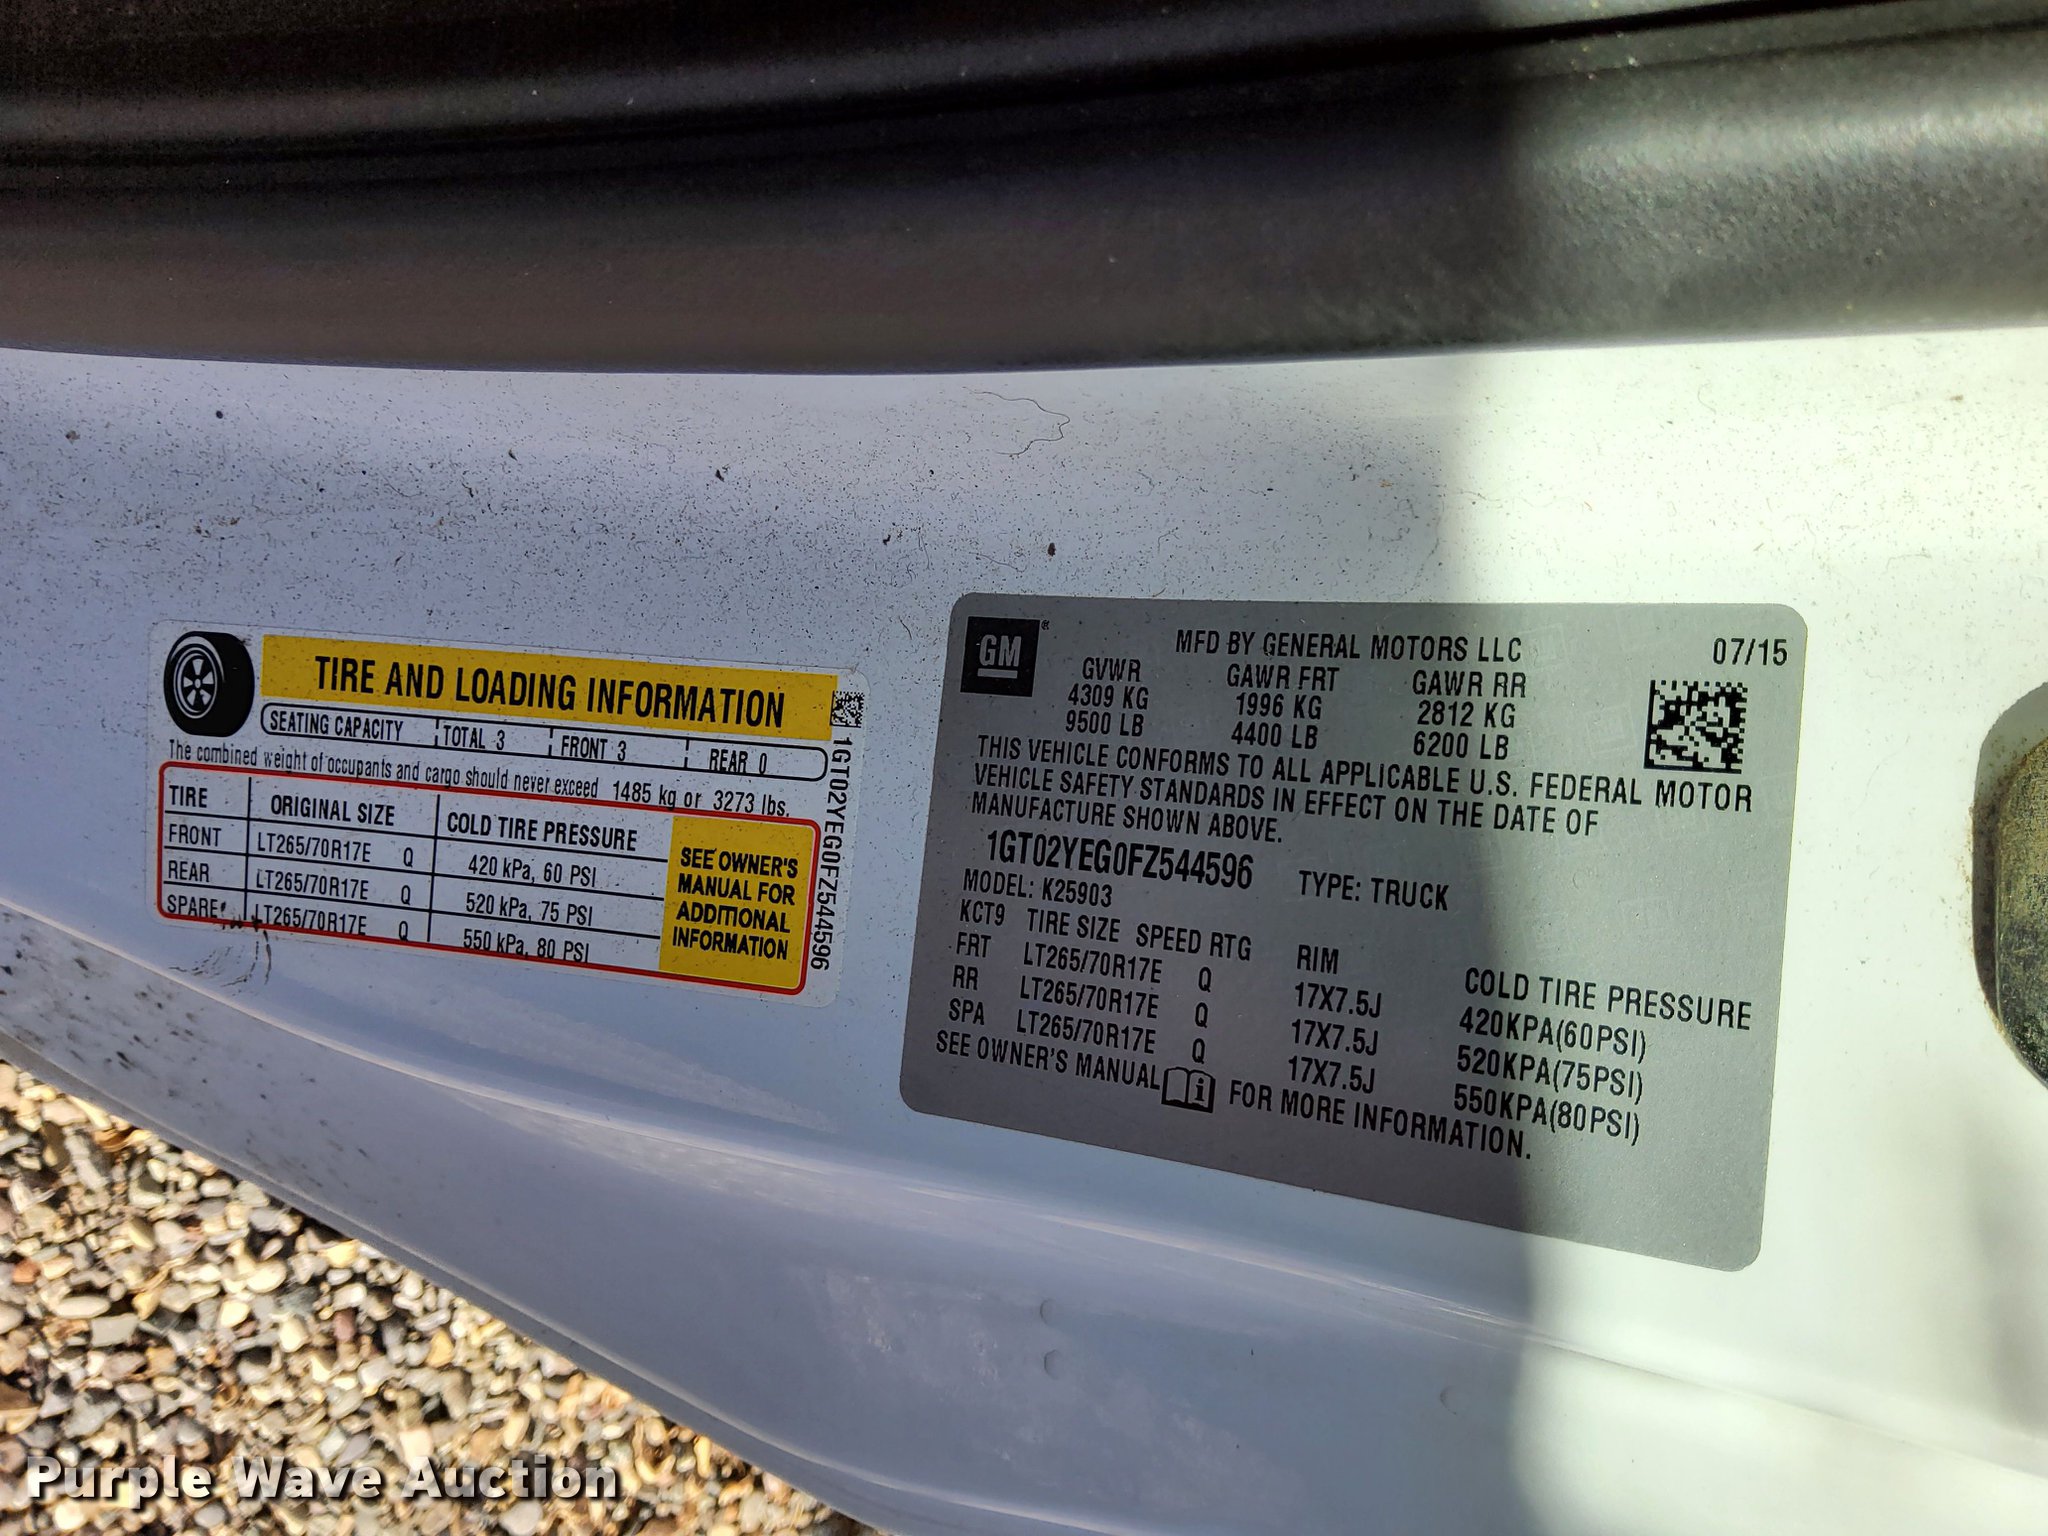 TIRE AND LOADING INFORMATION
SEATING CAPACITY TOTAL 3 FRONT 3 REAR 0
The combined weight of occupants and cargo should never exceed 1485 kg or 3273 lbs.
TIRE ORIGINAL SIZE COLD TIRE PRESSURE
FRONT LT265/70R17E Q 420 kPa, 60 PSI
REAR LT265/70R17E Q 520 kPa, 75 PSI
SPARE LT265/70R17E Q 550 kPa, 80 PSI
SEE OWNER'S
MANUAL FOR
ADDITIONAL
INFORMATION
1GT02YEG0FZ544596
GM®
MFD BY GENERAL MOTORS LLC 07/15
GVWR GAWR FRT GAWR RR
4309 KG 1996 KG 2812 KG
9500 LB 4400 LB 6200 LB
THIS VEHICLE CONFORMS TO ALL APPLICABLE U.S. FEDERAL MOTOR
VEHICLE SAFETY STANDARDS IN EFFECT ON THE DATE OF
MANUFACTURE SHOWN ABOVE.
1GT02YEG0FZ544596 TYPE: TRUCK
MODEL: K25903
KCT9 TIRE SIZE SPEED RTG RIM COLD TIRE PRESSURE
FRT LT265/70R17E Q 17X7.5J 420KPA(60PSI)
RR LT265/70R17E Q 17X7.5J 520KPA(75PSI)
SPA LT265/70R17E Q 17X7.5J 550KPA(80PSI)
SEE OWNER'S MANUAL i FOR MORE INFORMATION.
Purple Wave Auction